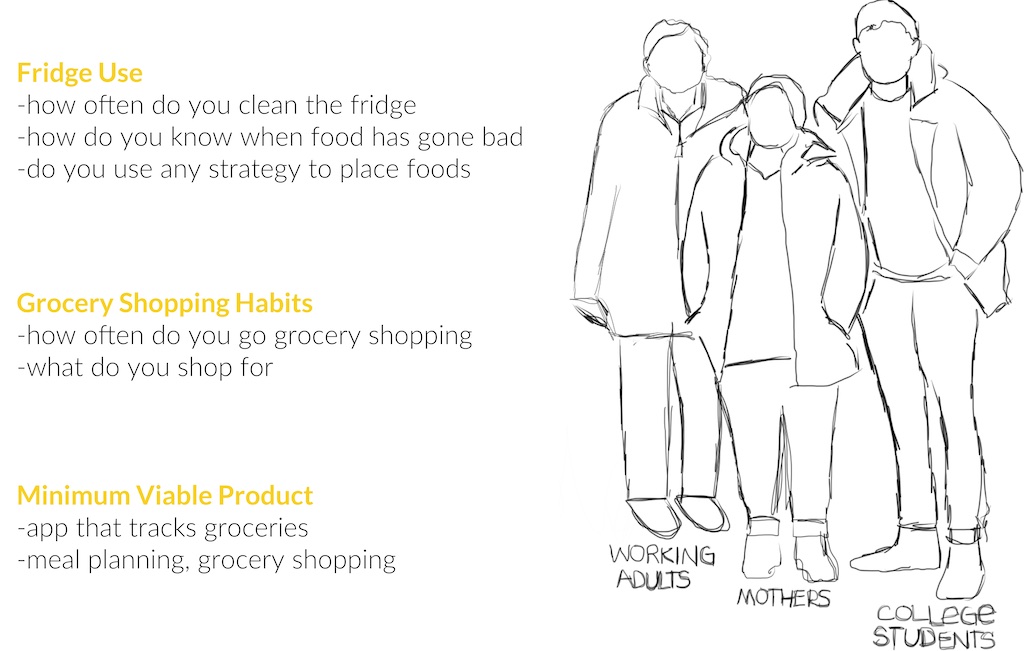 Fridge Use
-how often do you clean the fridge
-how do you know when food has gone bad
-do you use any strategy to place foods
Grocery Shopping Habits
-how often do you go grocery shopping
-what do you shop for
Minimum Viable Product
-app that tracks groceries
-meal planning, grocery shopping
WORKING
ADULTS
MOTHERS
COLLEGE
STUDENTS